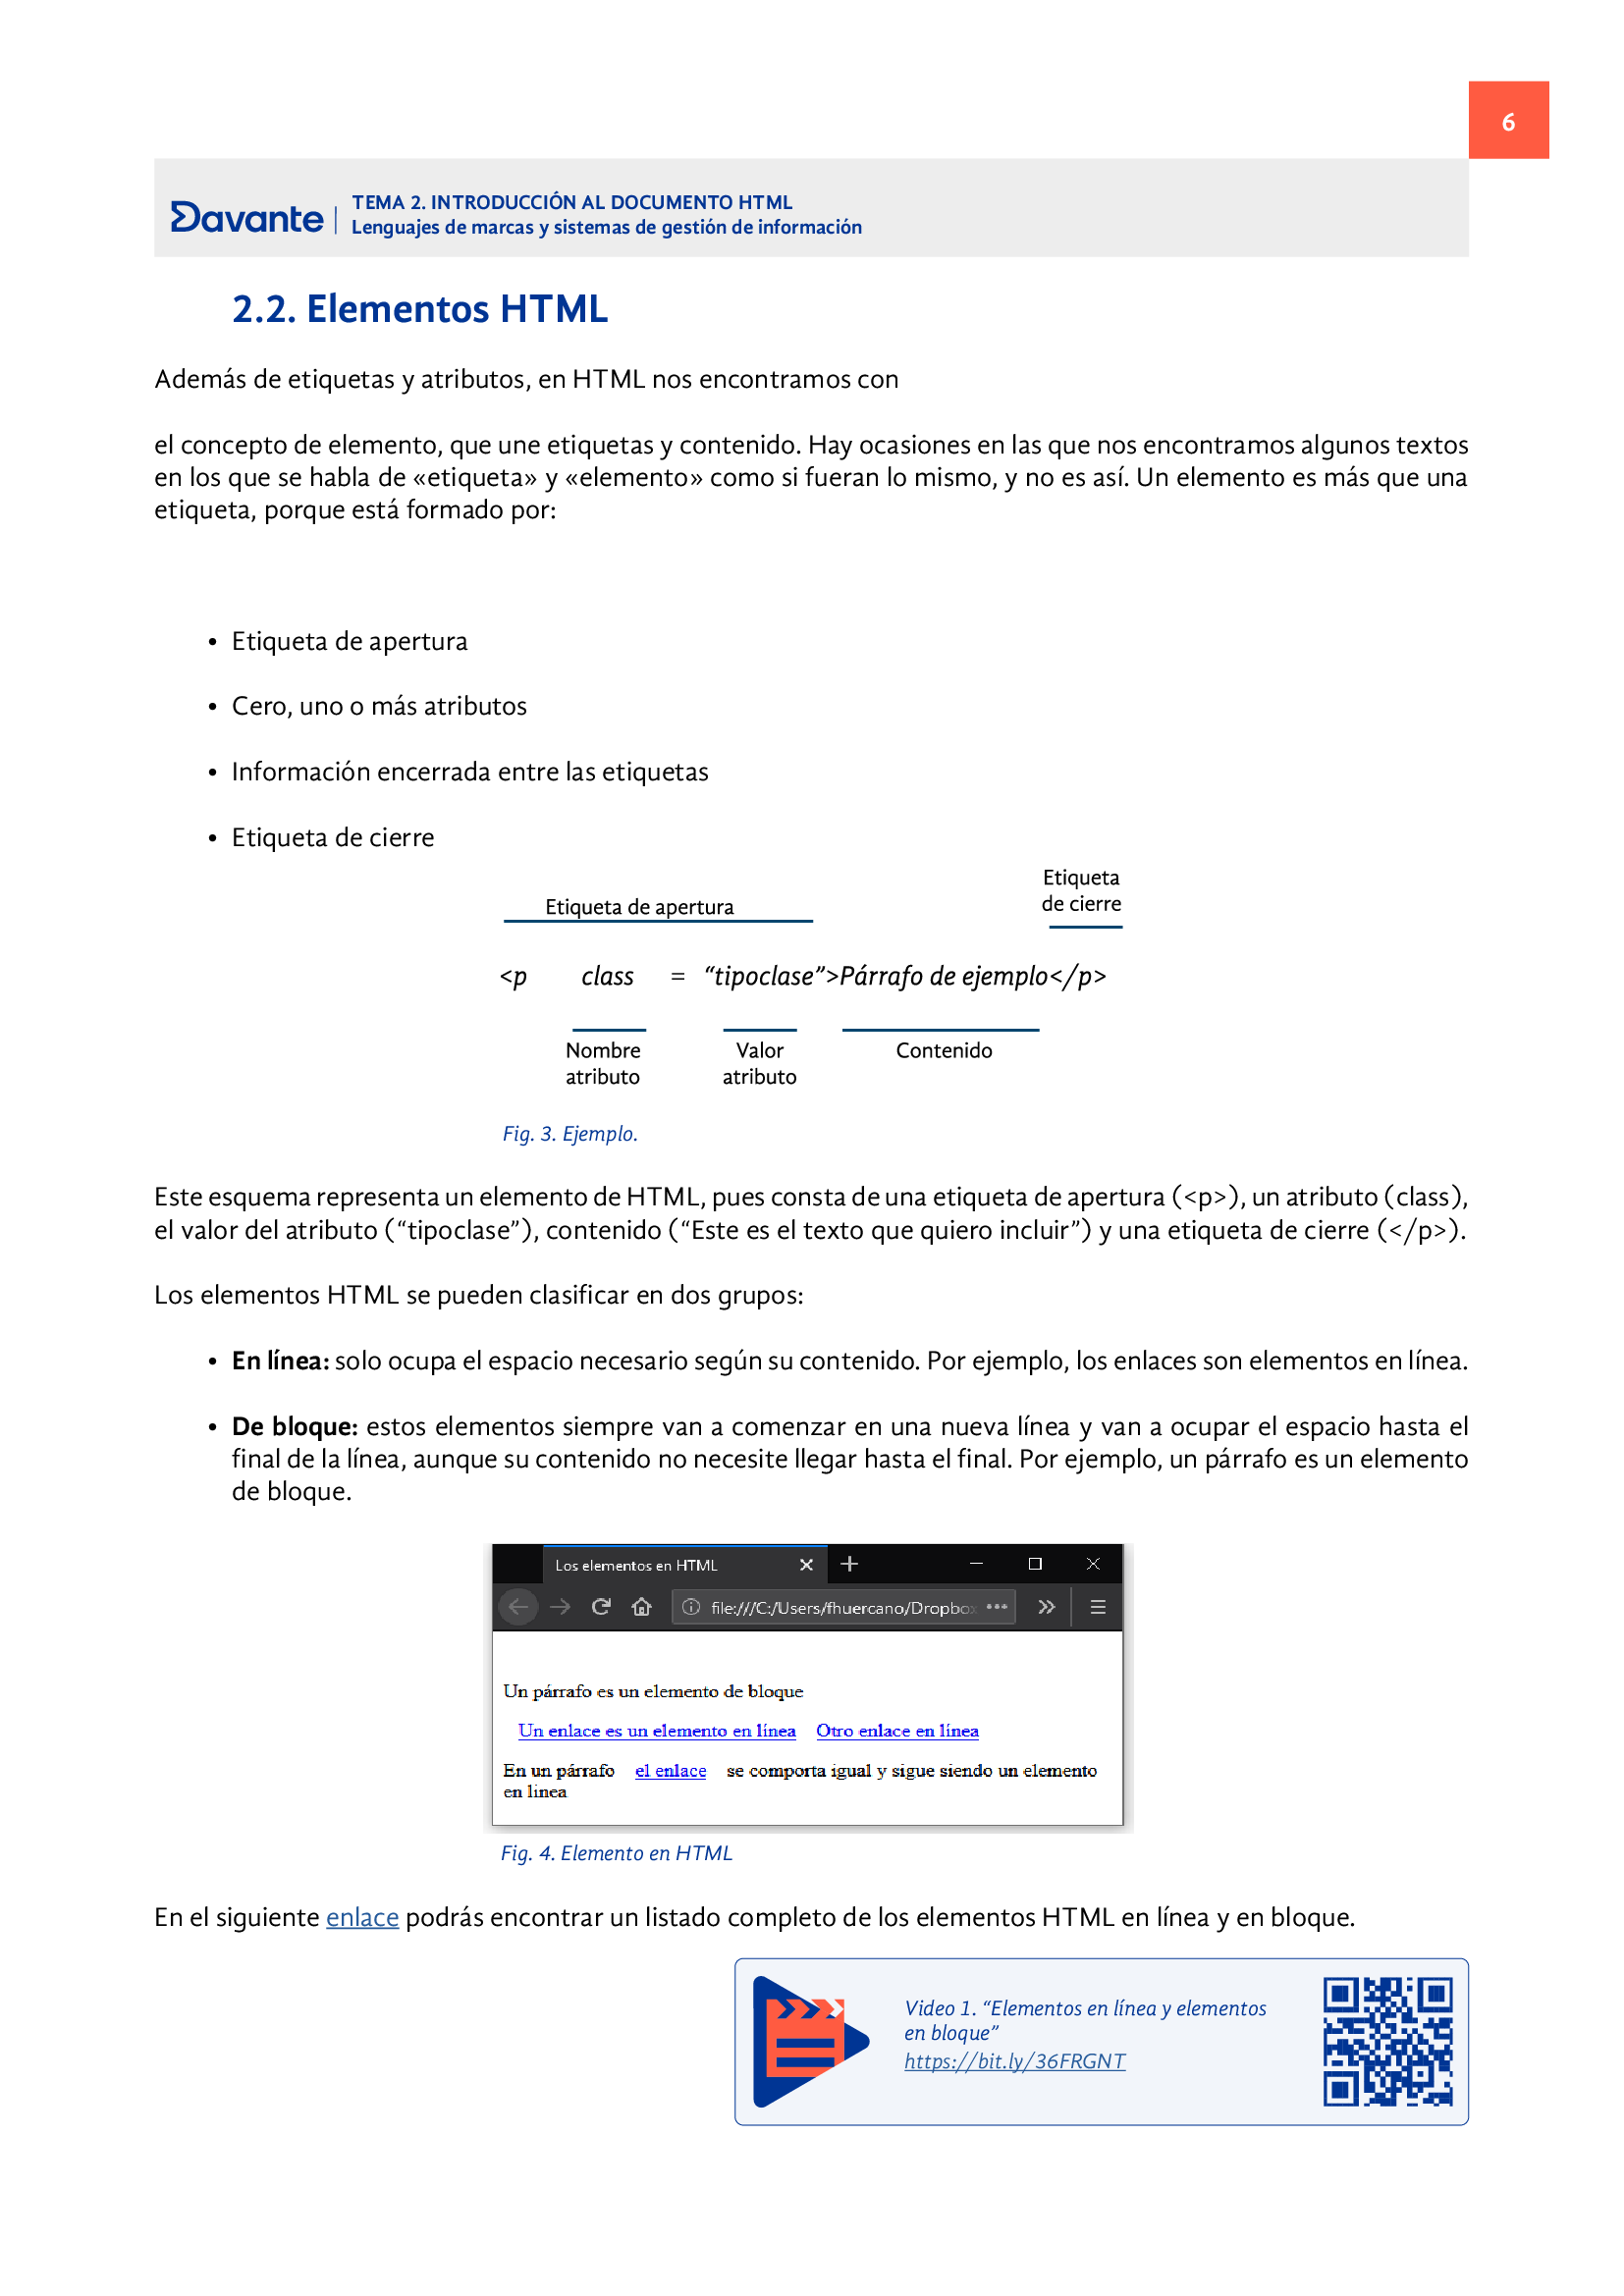 6
Davante
TEMA 2. INTRODUCCIÓN AL DOCUMENTO HTML
Lenguajes de marcas y sistemas de gestión de información
2.2. Elementos HTML
Además de etiquetas y atributos, en HTML nos encontramos con
el concepto de elemento, que une etiquetas y contenido. Hay ocasiones en las que nos encontramos algunos textos
en los que se habla de «etiqueta» y «elemento» como si fueran lo mismo, y no es así. Un elemento es más que una
etiqueta, porque está formado por:
• Etiqueta de apertura
• Cero, uno o más atributos
• Información encerrada entre las etiquetas
• Etiqueta de cierre
Etiqueta de apertura
Etiqueta
de cierre
<p class = “tipoclase”>Párrafo de ejemplo</p>
Nombre
atributo
Valor
atributo
Contenido
Fig. 3. Ejemplo.
Este esquema representa un elemento de HTML, pues consta de una etiqueta de apertura (<p>), un atributo (class),
el valor del atributo (“tipoclase”), contenido (“Este es el texto que quiero incluir”) y una etiqueta de cierre (</p>).
Los elementos HTML se pueden clasificar en dos grupos:
• En línea: solo ocupa el espacio necesario según su contenido. Por ejemplo, los enlaces son elementos en línea.
• De bloque: estos elementos siempre van a comenzar en una nueva línea y van a ocupar el espacio hasta el
final de la línea, aunque su contenido no necesite llegar hasta el final. Por ejemplo, un párrafo es un elemento
de bloque.
Los elementos en HTML
file:///C:/Users/fhuercano/Dropbox
Un párrafo es un elemento de bloque
Un enlace es un elemento en línea Otro enlace en línea
En un párrafo el enlace se comporta igual y sigue siendo un elemento
en linea
Fig. 4. Elemento en HTML
En el siguiente enlace podrás encontrar un listado completo de los elementos HTML en línea y en bloque.
Video 1. “Elementos en línea y elementos
en bloque”
https://bit.ly/36FRGNT